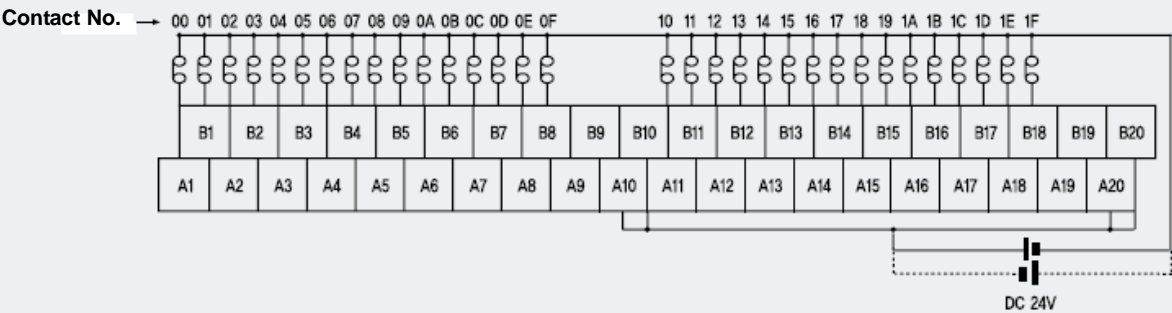 Contact No. → 00 01 02 03 04 05 06 07 08 09 0A 0B 0C 0D 0E 0F 10 11 12 13 14 15 16 17 18 19 1A 1B 1C 1D 1E 1F
B1 B2 B3 B4 B5 B6 B7 B8 B9 B10 B11 B12 B13 B14 B15 B16 B17 B18 B19 B20
A1 A2 A3 A4 A5 A6 A7 A8 A9 A10 A11 A12 A13 A14 A15 A16 A17 A18 A19 A20
DC 24V